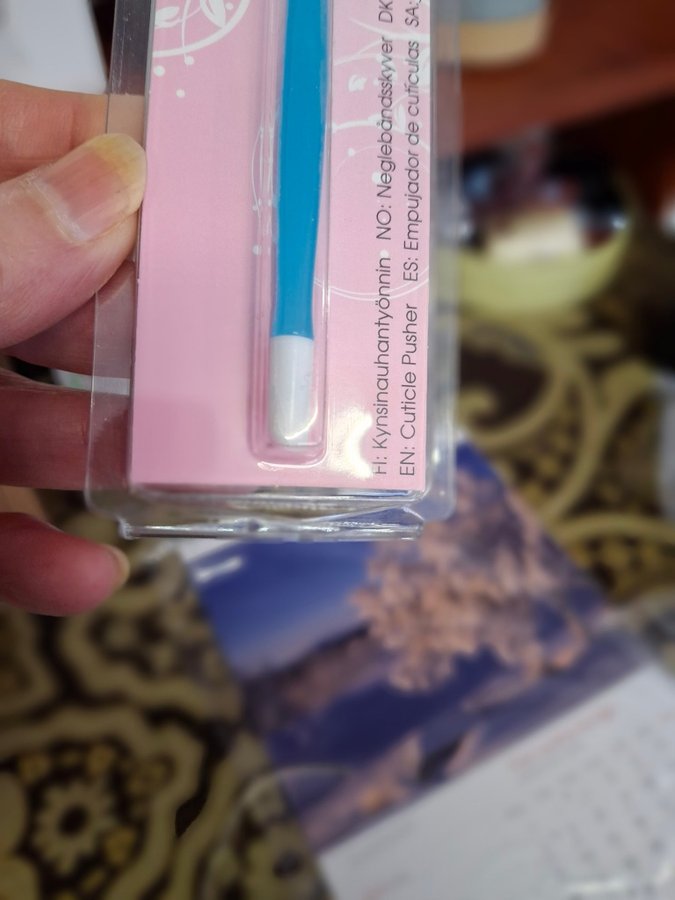 FI: Kynsinauhantyönnin NO: Neglebåndsskyver DK
EN: Cuticle Pusher ES: Empujador de cutículas SA: